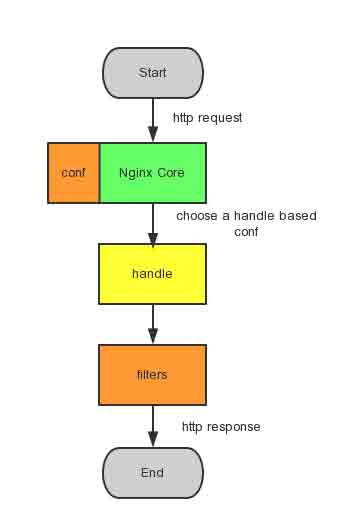 Start
http request
conf
Nginx Core
choose a handle based
conf
handle
filters
http response
End